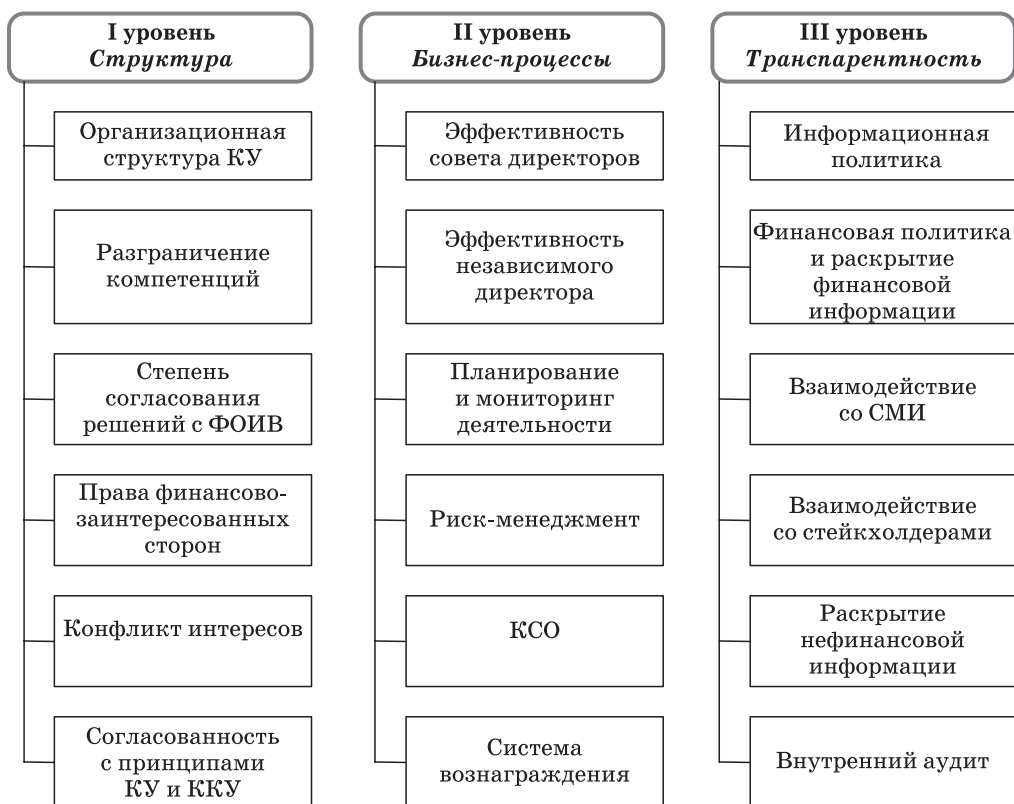 I уровень
Структура
Организационная
структура КУ
Разграничение
компетенций
Степень
согласования
решений с ФОИВ
Права финансово-
заинтересованных
сторон
Конфликт интересов
Согласованность
с принципами
КУ и ККУ
II уровень
Бизнес-процессы
Эффективность
совета директоров
Эффективность
независимого
директора
Планирование
и мониторинг
деятельности
Риск-менеджмент
КСО
Система
вознаграждения
III уровень
Транспарентность
Информационная
политика
Финансовая политика
и раскрытие
финансовой
информации
Взаимодействие
со СМИ
Взаимодействие
со стейкхолдерами
Раскрытие
нефинансовой
информации
Внутренний аудит